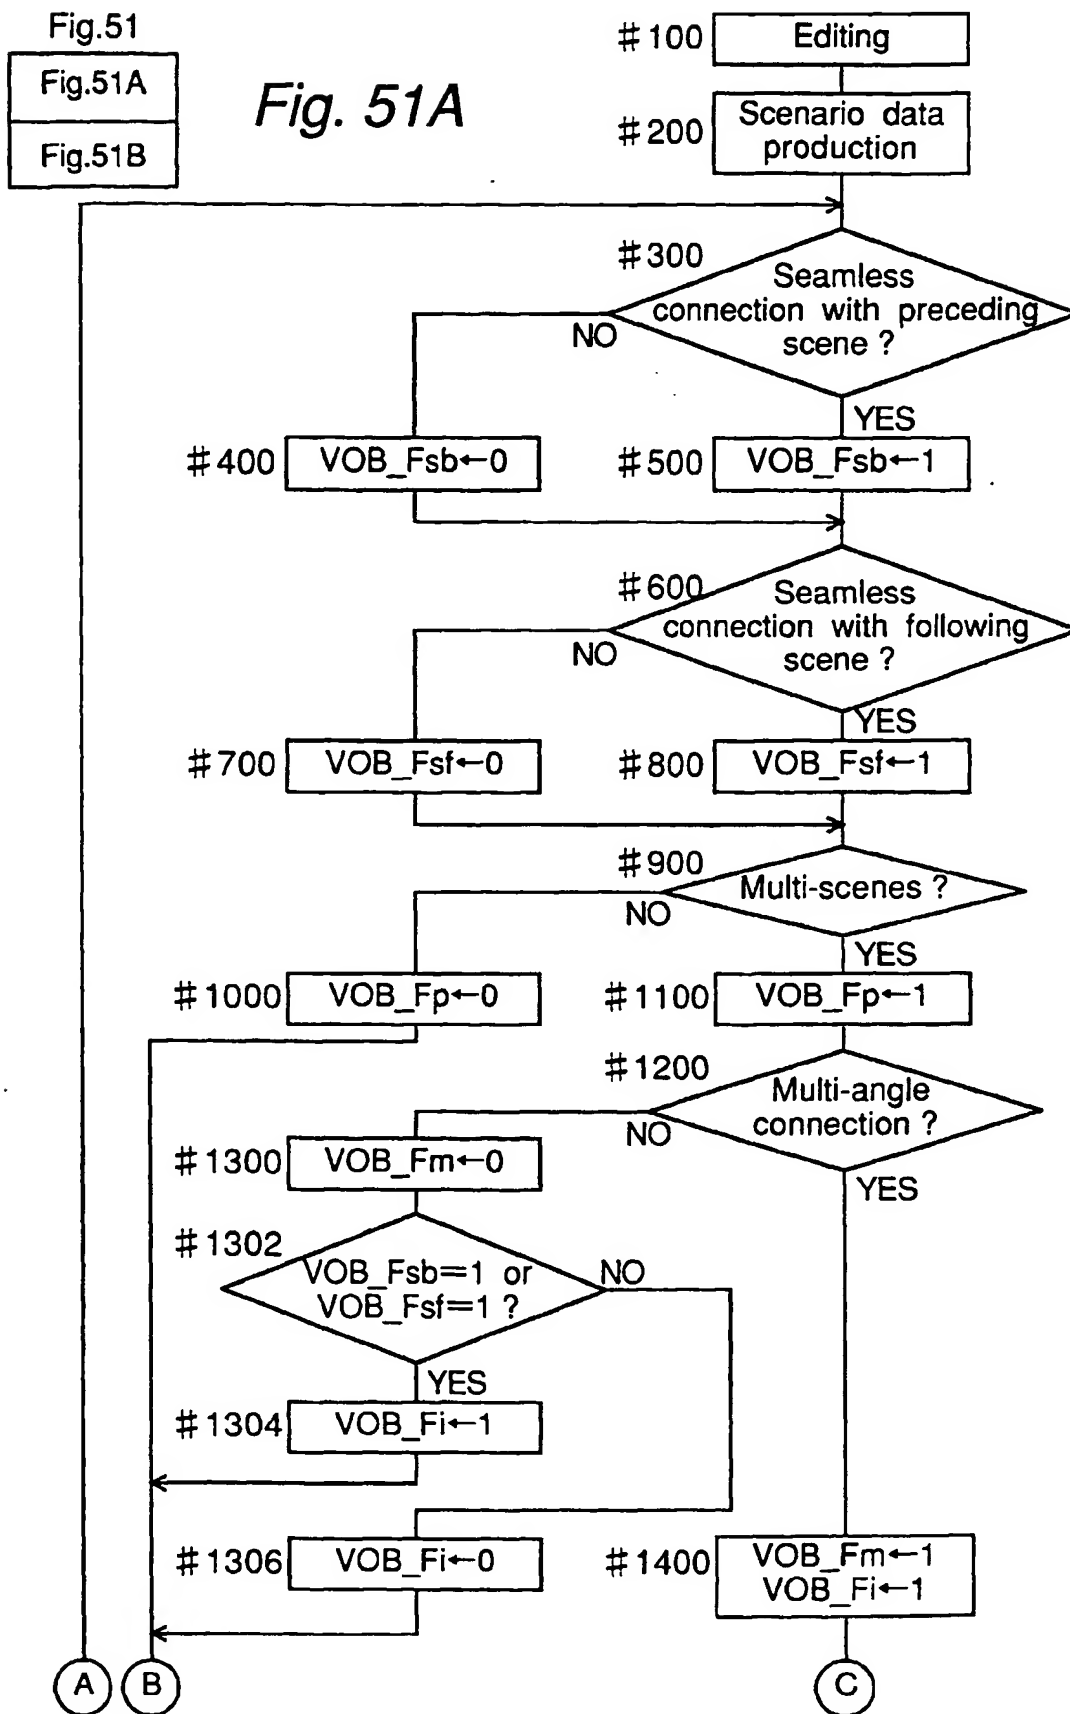 Fig.51
Fig.51A
Fig.51B
Fig. 51A
#100
Editing
#200
Scenario data
production
#300
Seamless
connection with preceding
scene ?
NO
YES
#400
VOB_Fsb←0
#500
VOB_Fsb←1
#600
Seamless
connection with following
scene ?
NO
YES
#700
VOB_Fsf←0
#800
VOB_Fsf←1
#900
Multi-scenes ?
NO
YES
#1000
VOB_Fp←0
#1100
VOB_Fp←1
#1200
Multi-angle
connection ?
NO
YES
#1300
VOB_Fm←0
#1302
VOB_Fsb=1 or
VOB_Fsf=1 ?
NO
YES
#1304
VOB_Fi←1
#1306
VOB_Fi←0
#1400
VOB_Fm←1
VOB_Fi←1
A
B
C